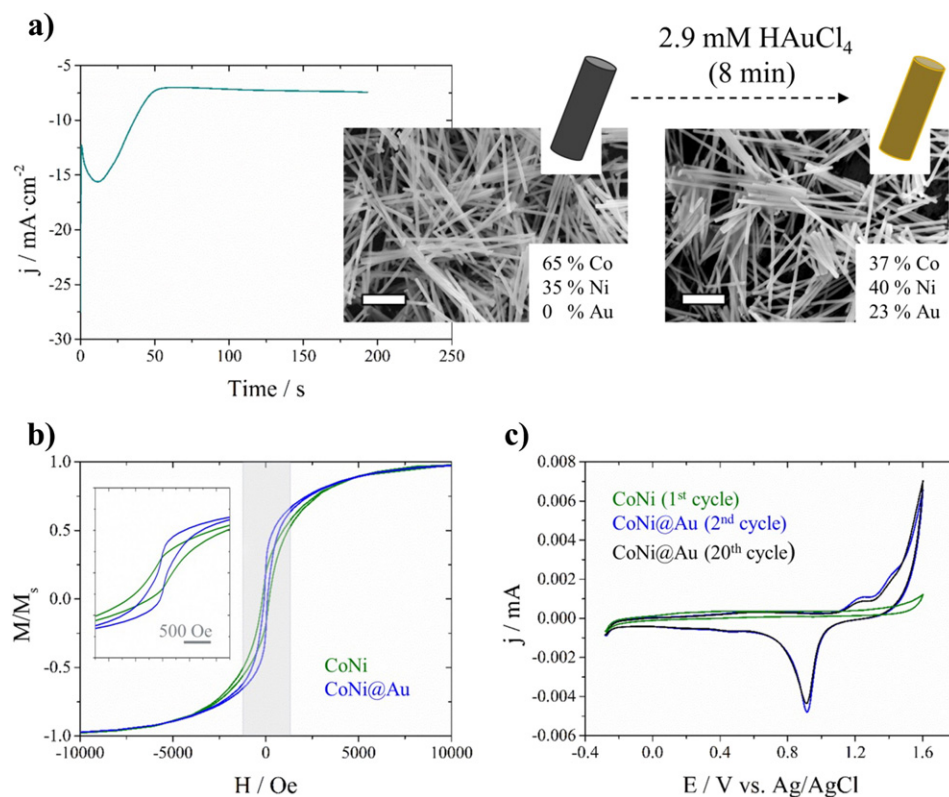 a)
2.9 mM HAuCl₄
(8 min)
-5
-10
-15
-20
-25
-30
j / mA·cm⁻²
0 50 100 150 200 250
Time / s
65 % Co
35 % Ni
0 % Au
37 % Co
40 % Ni
23 % Au
b)
1.0
0.5
0.0
-0.5
-1.0
M/Mₛ
500 Oe
CoNi
CoNi@Au
-10000 -5000 0 5000 10000
H / Oe
c)
0.008
0.006
0.004
0.002
0.000
-0.002
-0.004
-0.006
j / mA
CoNi (1ˢᵗ cycle)
CoNi@Au (2ⁿᵈ cycle)
CoNi@Au (20ᵗʰ cycle)
-0.4 0.0 0.4 0.8 1.2 1.6
E / V vs. Ag/AgCl